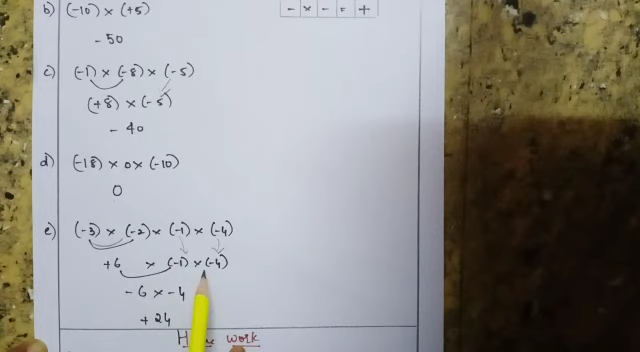 b) (-10) × (+5)
- × - = +
-50
c) (-1) × (-8) × (-5)
(+8) × (-5)
-40
d) (-18) × 0 × (-10)
0
e) (-3) × (-2) × (-1) × (-4)
+6 × (-1) × (-4)
-6 × -4
+24
work